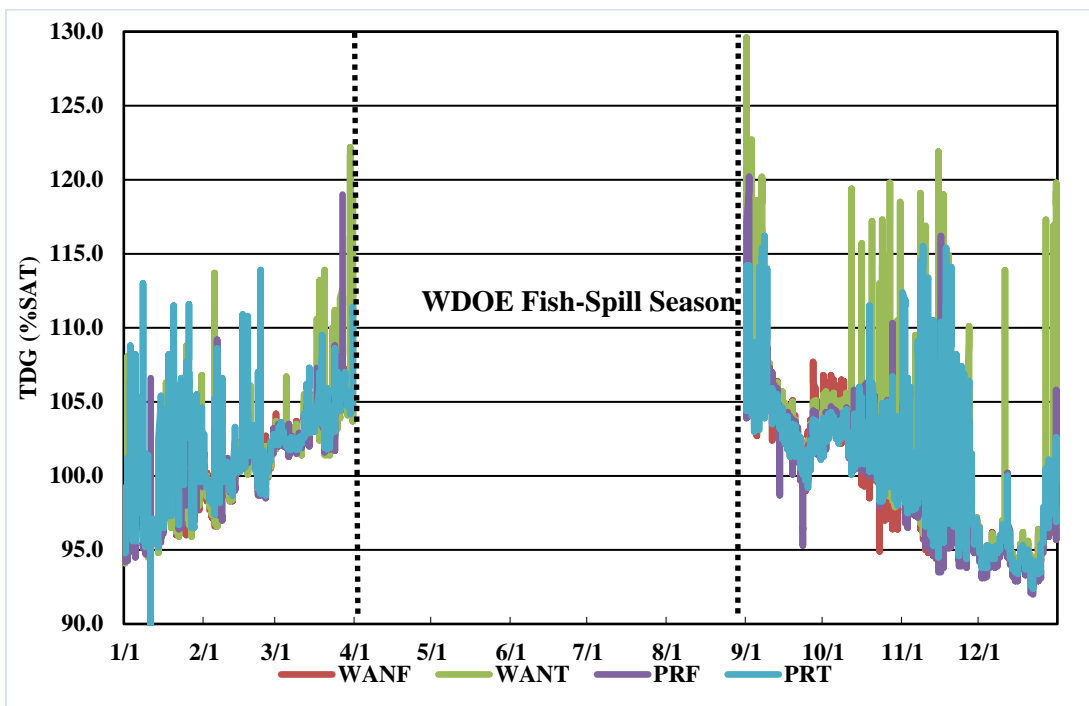 130.0
125.0
120.0
115.0
110.0
105.0
100.0
95.0
90.0
TDG (%SAT)
WDOE Fish-Spill Season
1/1 2/1 3/1 4/1 5/1 6/1 7/1 8/1 9/1 10/1 11/1 12/1
WANF WANT PRF PRT